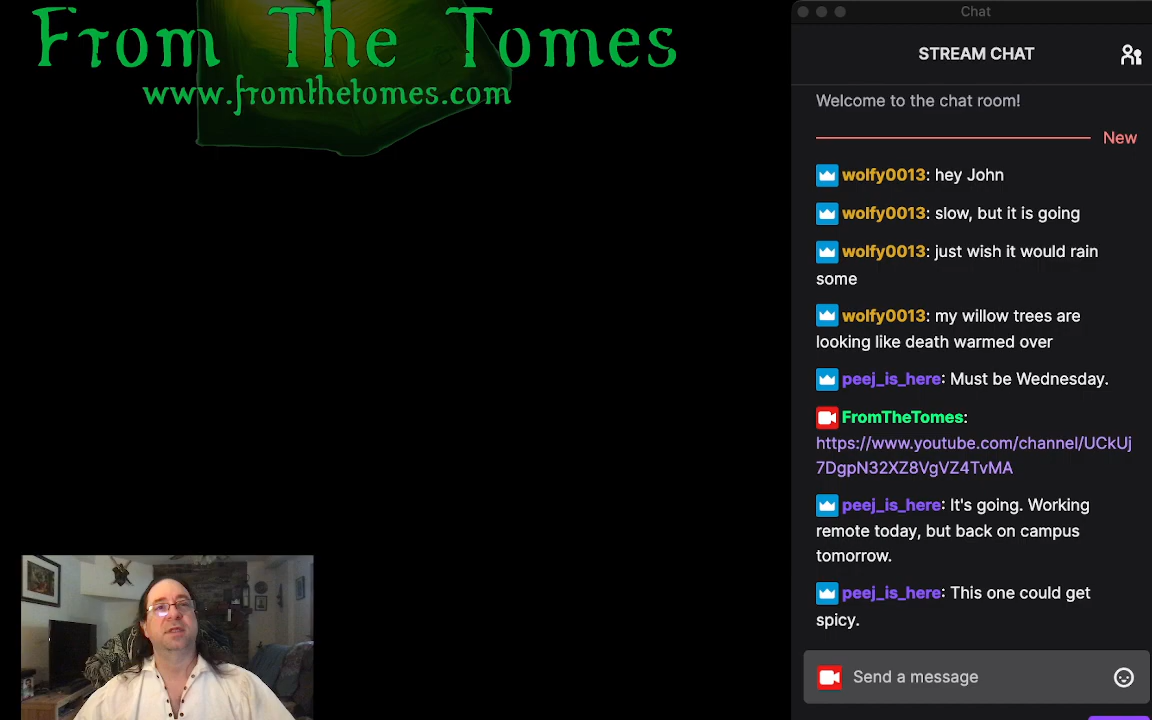 From The Tomes
www.fromthetomes.com
Chat
STREAM CHAT
Welcome to the chat room!
New
wolfy0013: hey John
wolfy0013: slow, but it is going
wolfy0013: just wish it would rain
some
wolfy0013: my willow trees are
looking like death warmed over
peej_is_here: Must be Wednesday.
FromTheTomes:
https://www.youtube.com/channel/UCkUj
7DgpN32XZ8VgVZ4TvMA
peej_is_here: It's going. Working
remote today, but back on campus
tomorrow.
peej_is_here: This one could get
spicy.
Send a message